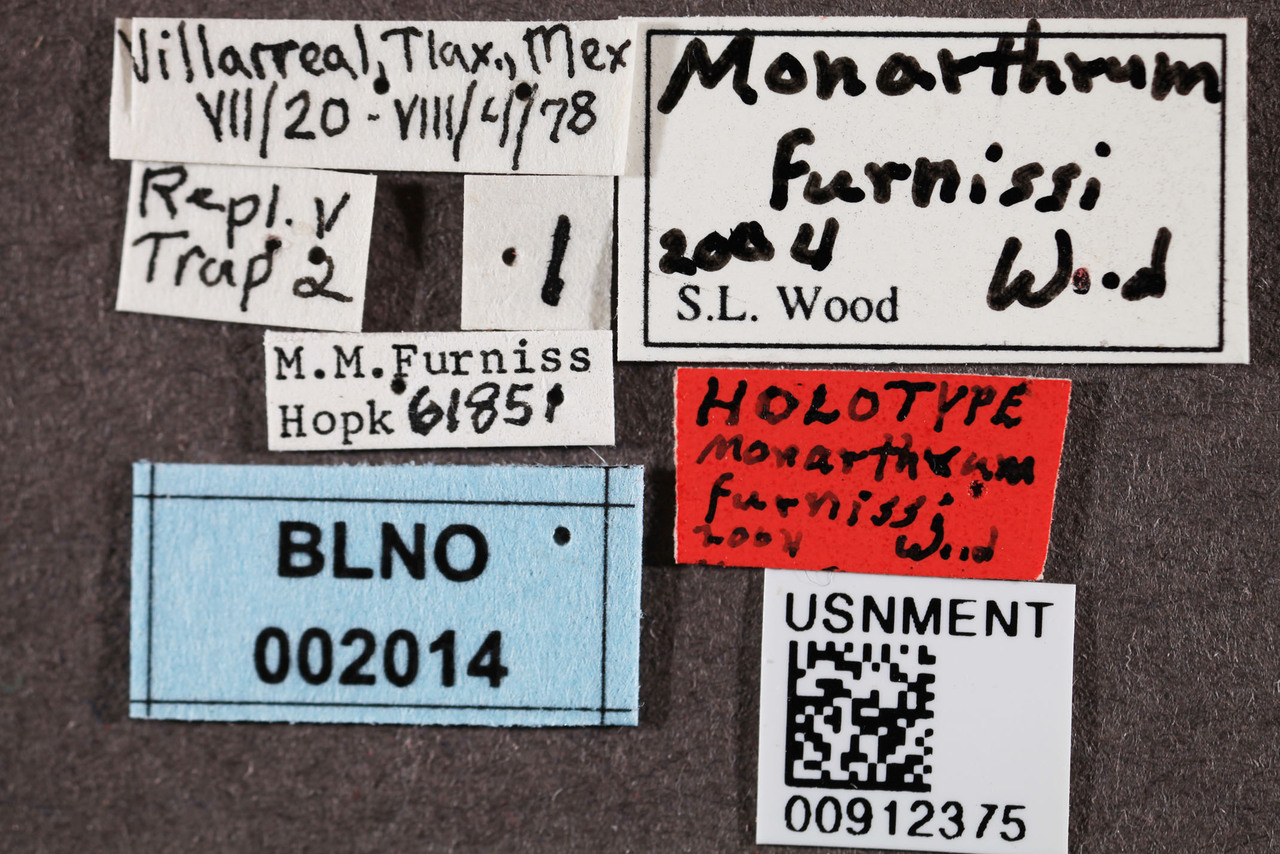 Villarreal, Tlax., Mex
VII/20 - VIII/4/78
Repl. V
Trap 2
1
M.M.Furniss
Hopk 61851
BLNO
002014
Monarthrum
furnissi
2004 Wood
S.L. Wood
HOLOTYPE
Monarthrum
furnissi
2004 Wood
USNMENT
00912375